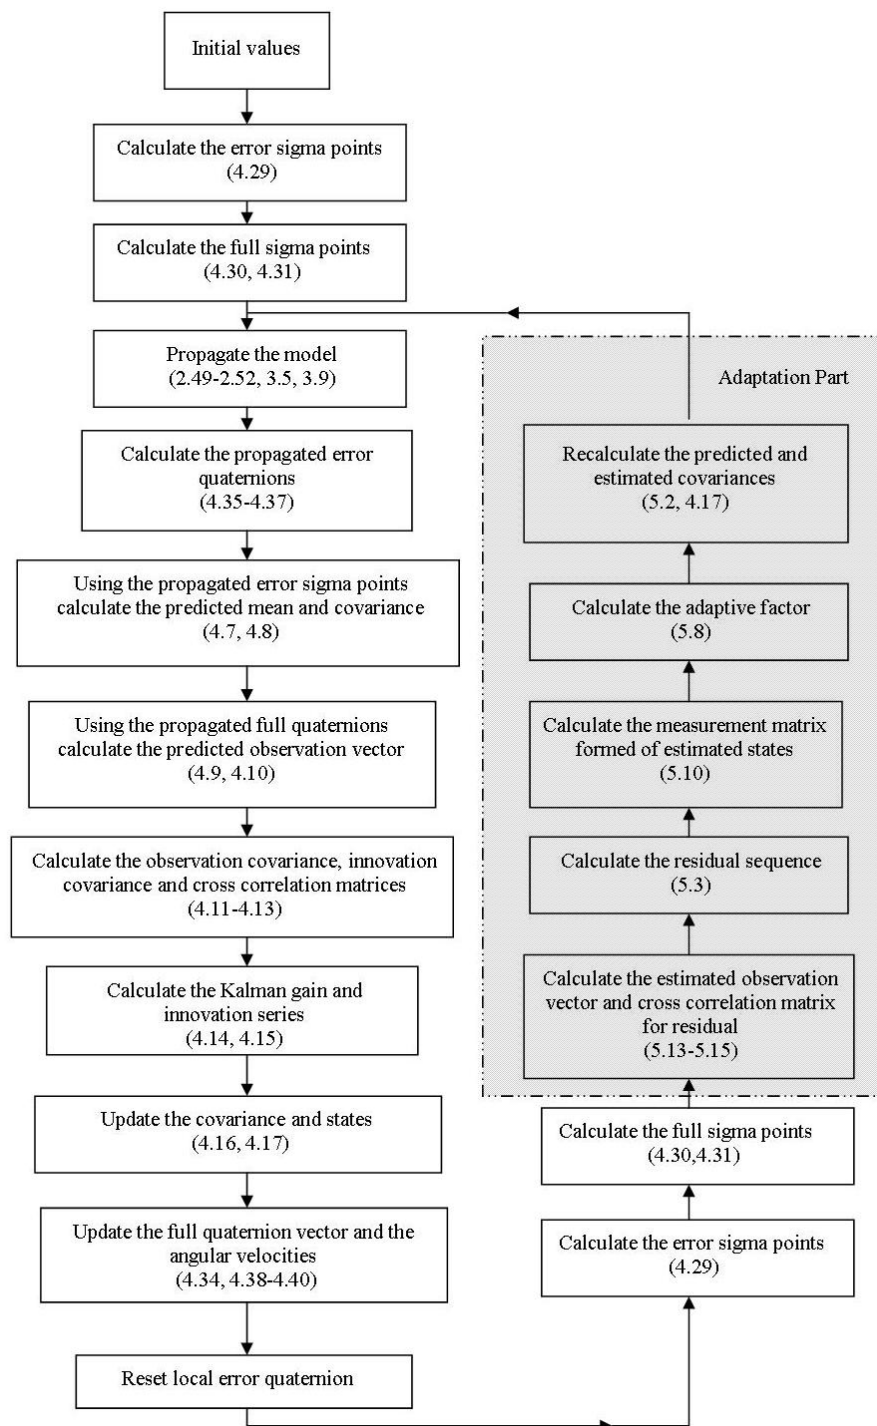 Initial values
Calculate the error sigma points
(4.29)
Calculate the full sigma points
(4.30, 4.31)
Propagate the model
(2.49-2.52, 3.5, 3.9)
Calculate the propagated error
quaternions
(4.35-4.37)
Using the propagated error sigma points
calculate the predicted mean and covariance
(4.7, 4.8)
Using the propagated full quaternions
calculate the predicted observation vector
(4.9, 4.10)
Calculate the observation covariance, innovation
covariance and cross correlation matrices
(4.11-4.13)
Calculate the Kalman gain and
innovation series
(4.14, 4.15)
Update the covariance and states
(4.16, 4.17)
Update the full quaternion vector and the
angular velocities
(4.34, 4.38-4.40)
Reset local error quaternion
Calculate the error sigma points
(4.29)
Calculate the full sigma points
(4.30,4.31)
Adaptation Part
Calculate the estimated observation
vector and cross correlation matrix
for residual
(5.13-5.15)
Calculate the residual sequence
(5.3)
Calculate the measurement matrix
formed of estimated states
(5.10)
Calculate the adaptive factor
(5.8)
Recalculate the predicted and
estimated covariances
(5.2, 4.17)